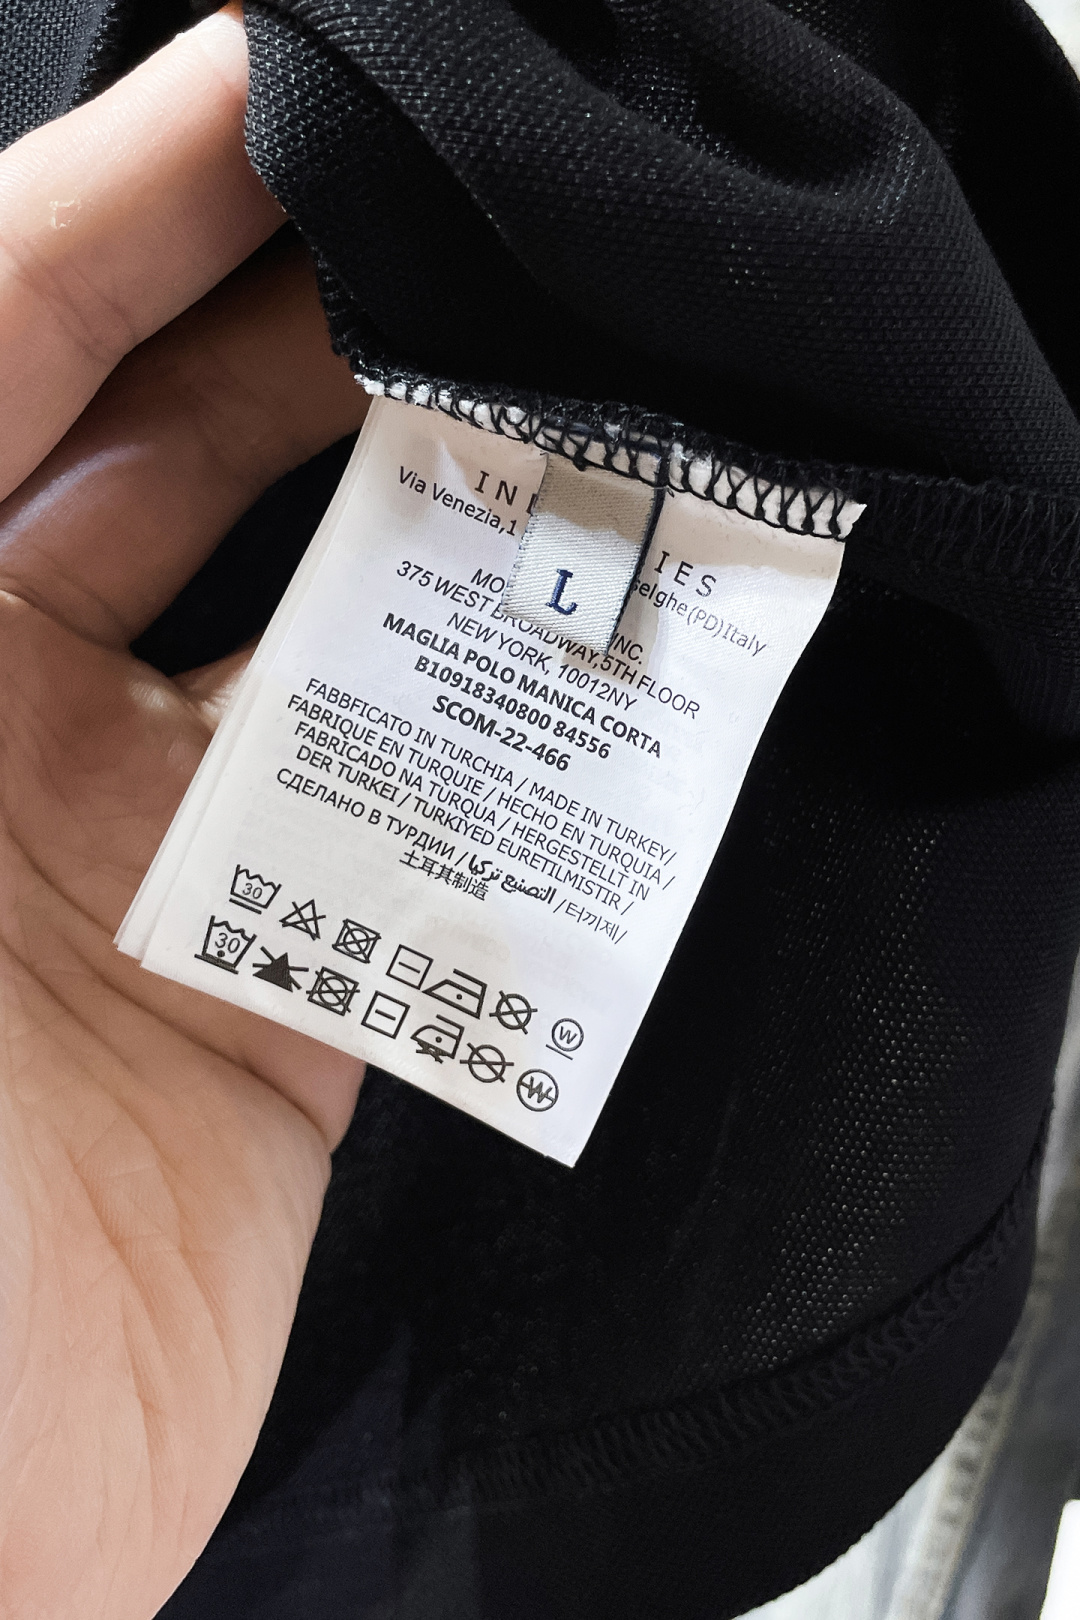 IND IES
Via Venezia,1 selghe(PD)Italy
L
MO INC.
375 WEST BROADWAY,5TH FLOOR
NEWYORK, 10012NY
MAGLIA POLO MANICA CORTA
B10918340800 84556
SCOM-22-466
FABBFICATO IN TURCHIA / MADE IN TURKEY/
FABRIQUE EN TURQUIE / HECHO EN TURQUIA /
FABRICADO NA TURQUA / HERGESTELLT IN
DER TURKEI / TURKIYED EURETILMISTIR /
СДЕЛАНО В ТУРДИИ / التصنيع تركيا /터키제/
土耳其制造
30
W
30
W